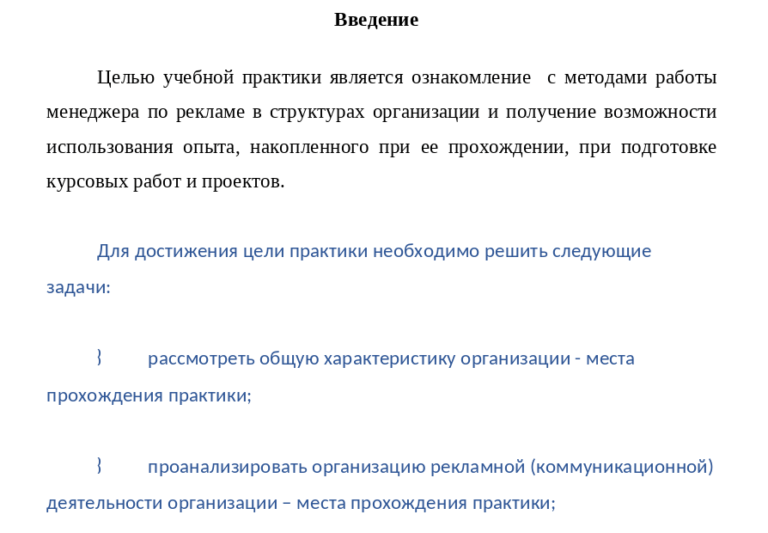 Введение
Целью учебной практики является ознакомление с методами работы
менеджера по рекламе в структурах организации и получение возможности
использования опыта, накопленного при ее прохождении, при подготовке
курсовых работ и проектов.
Для достижения цели практики необходимо решить следующие
задачи:
} рассмотреть общую характеристику организации - места
прохождения практики;
} проанализировать организацию рекламной (коммуникационной)
деятельности организации – места прохождения практики;